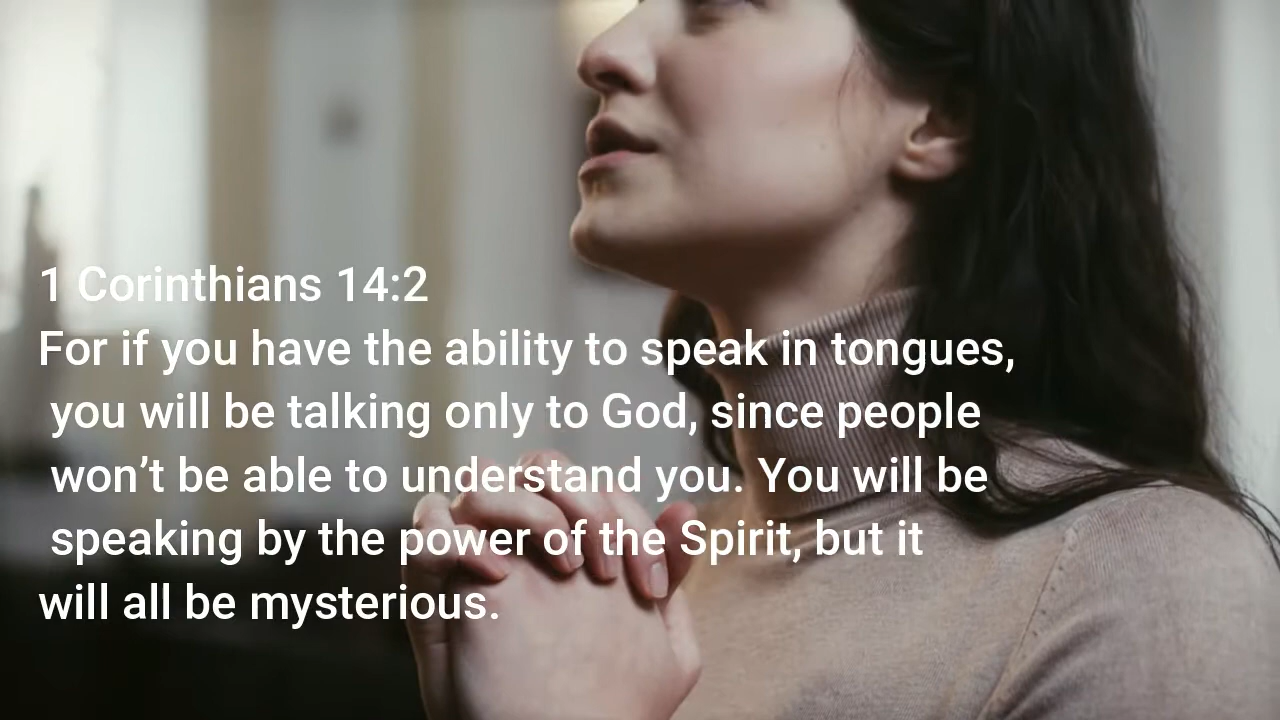 1 Corinthians 14:2
For if you have the ability to speak in tongues,
you will be talking only to God, since people
won’t be able to understand you. You will be
speaking by the power of the Spirit, but it
will all be mysterious.